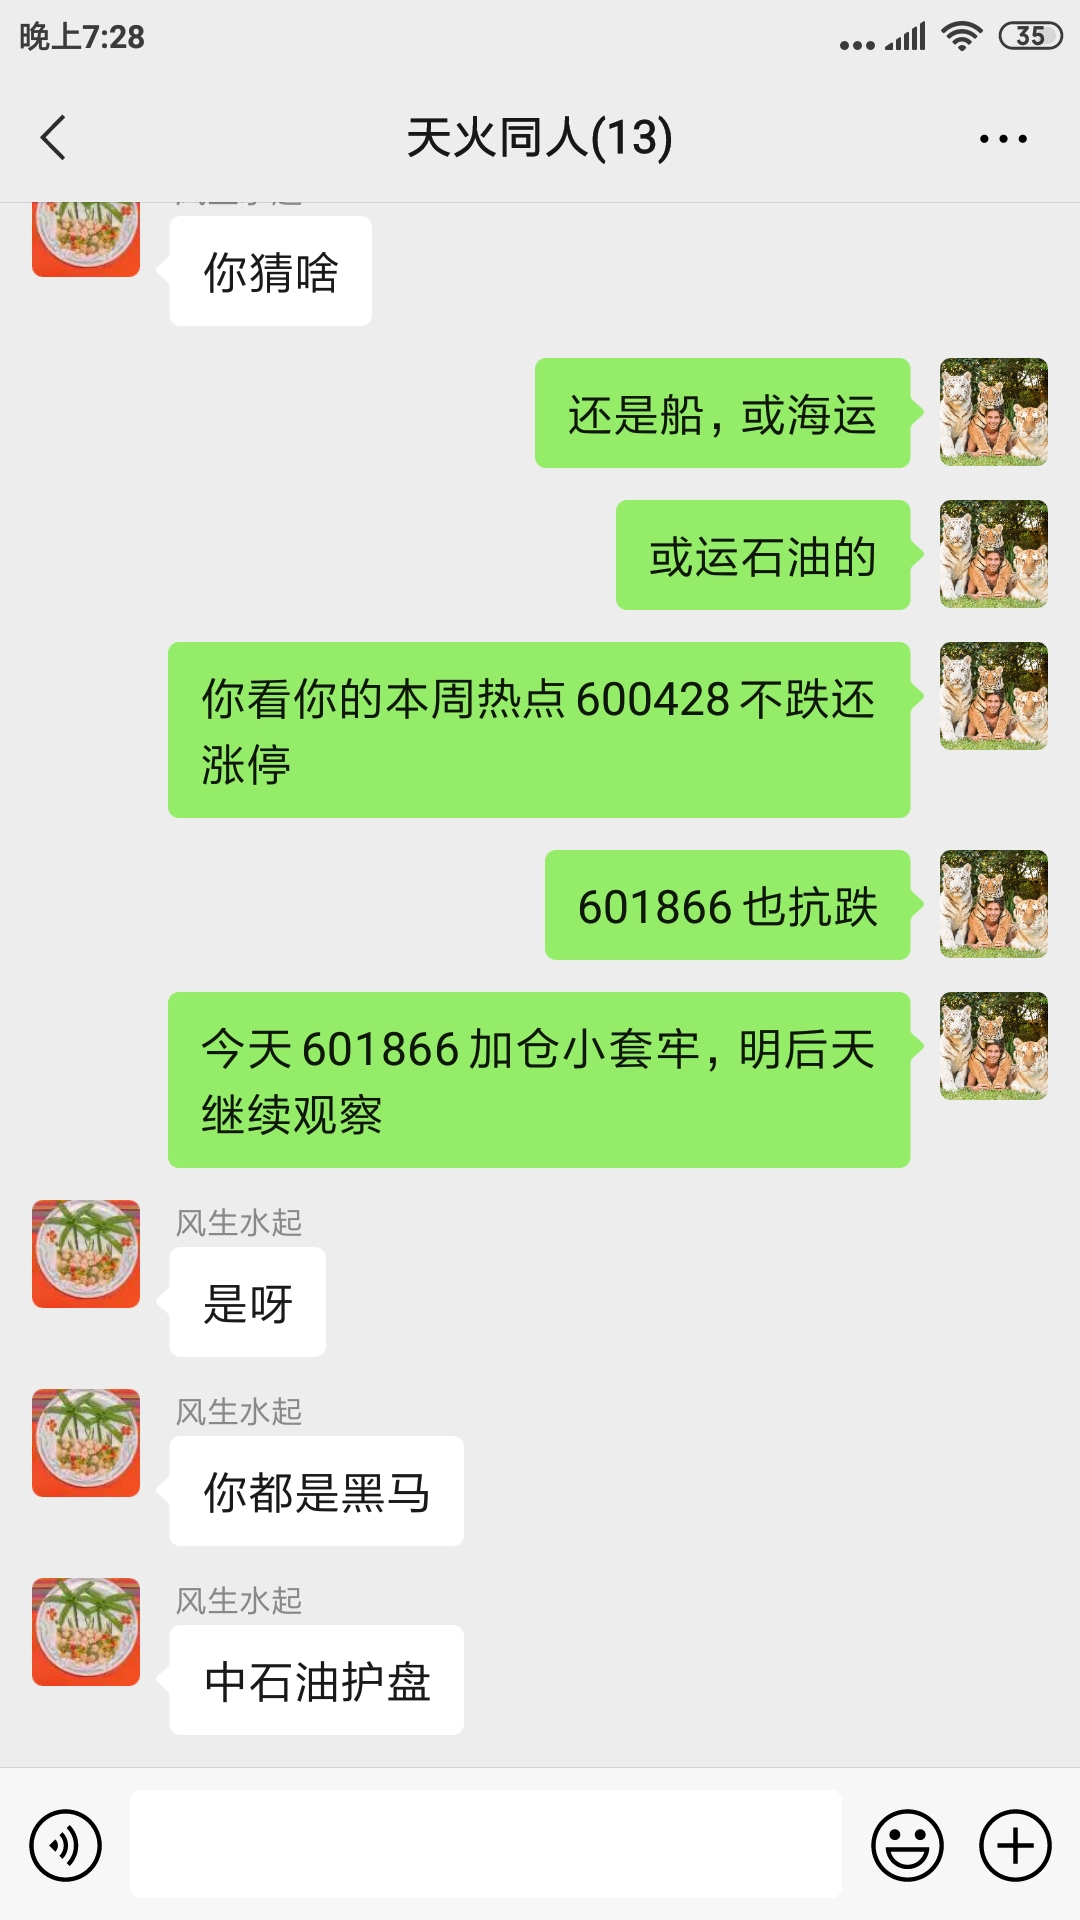 晚上7:28
35
天火同人(13)
风生水起
你猜啥
还是船，或海运
或运石油的
你看你的本周热点600428不跌还
涨停
601866也抗跌
今天601866加仓小套牢，明后天
继续观察
风生水起
是呀
风生水起
你都是黑马
风生水起
中石油护盘